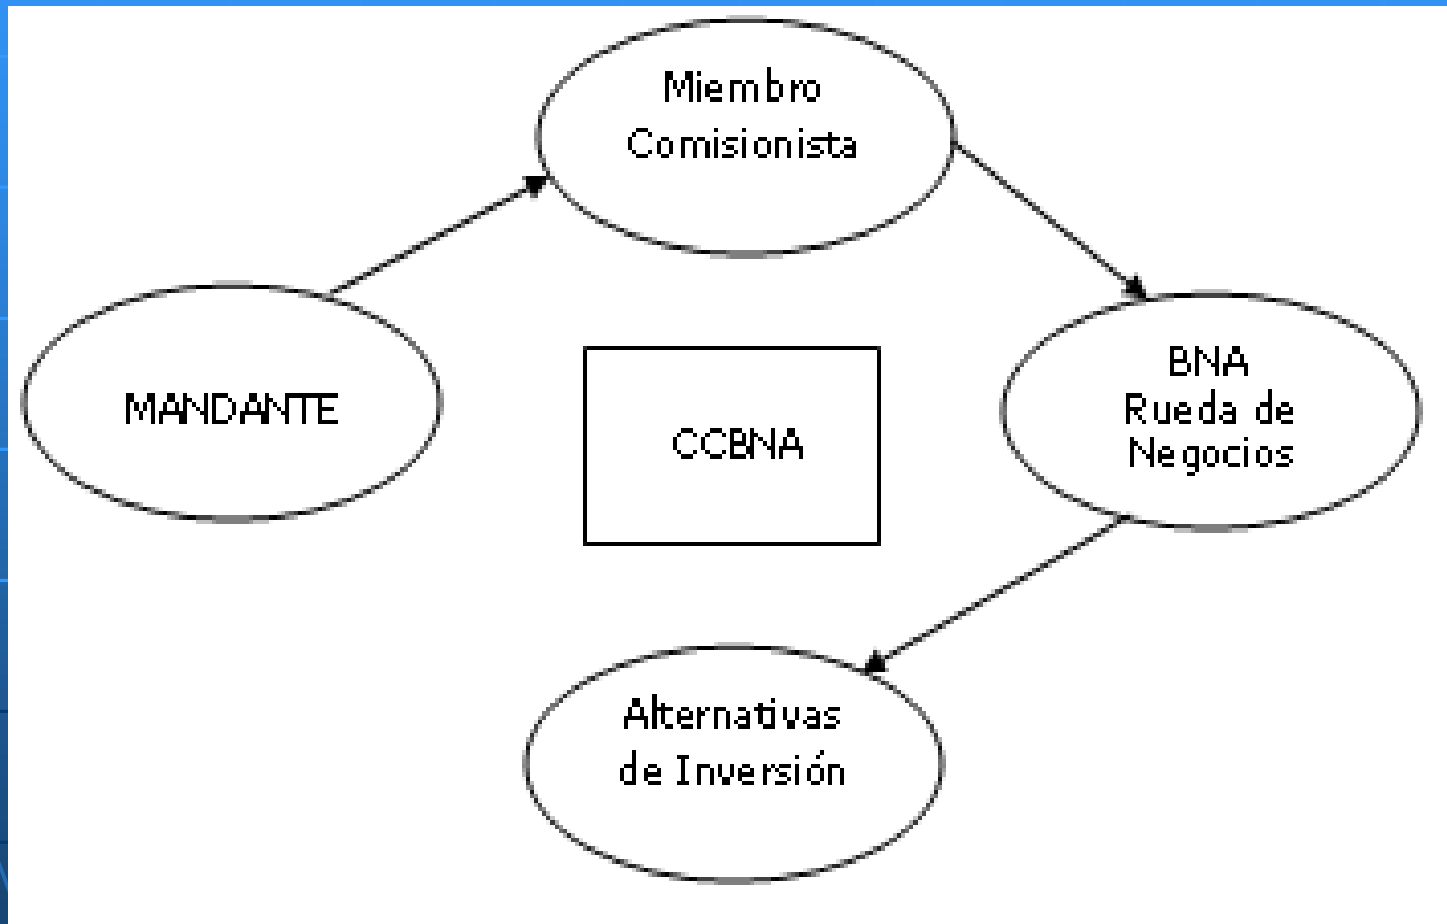 Miembro
Comisionista
MANDANTE
CCBNA
BNA
Rueda de
Negocios
Alternativas
de Inversión